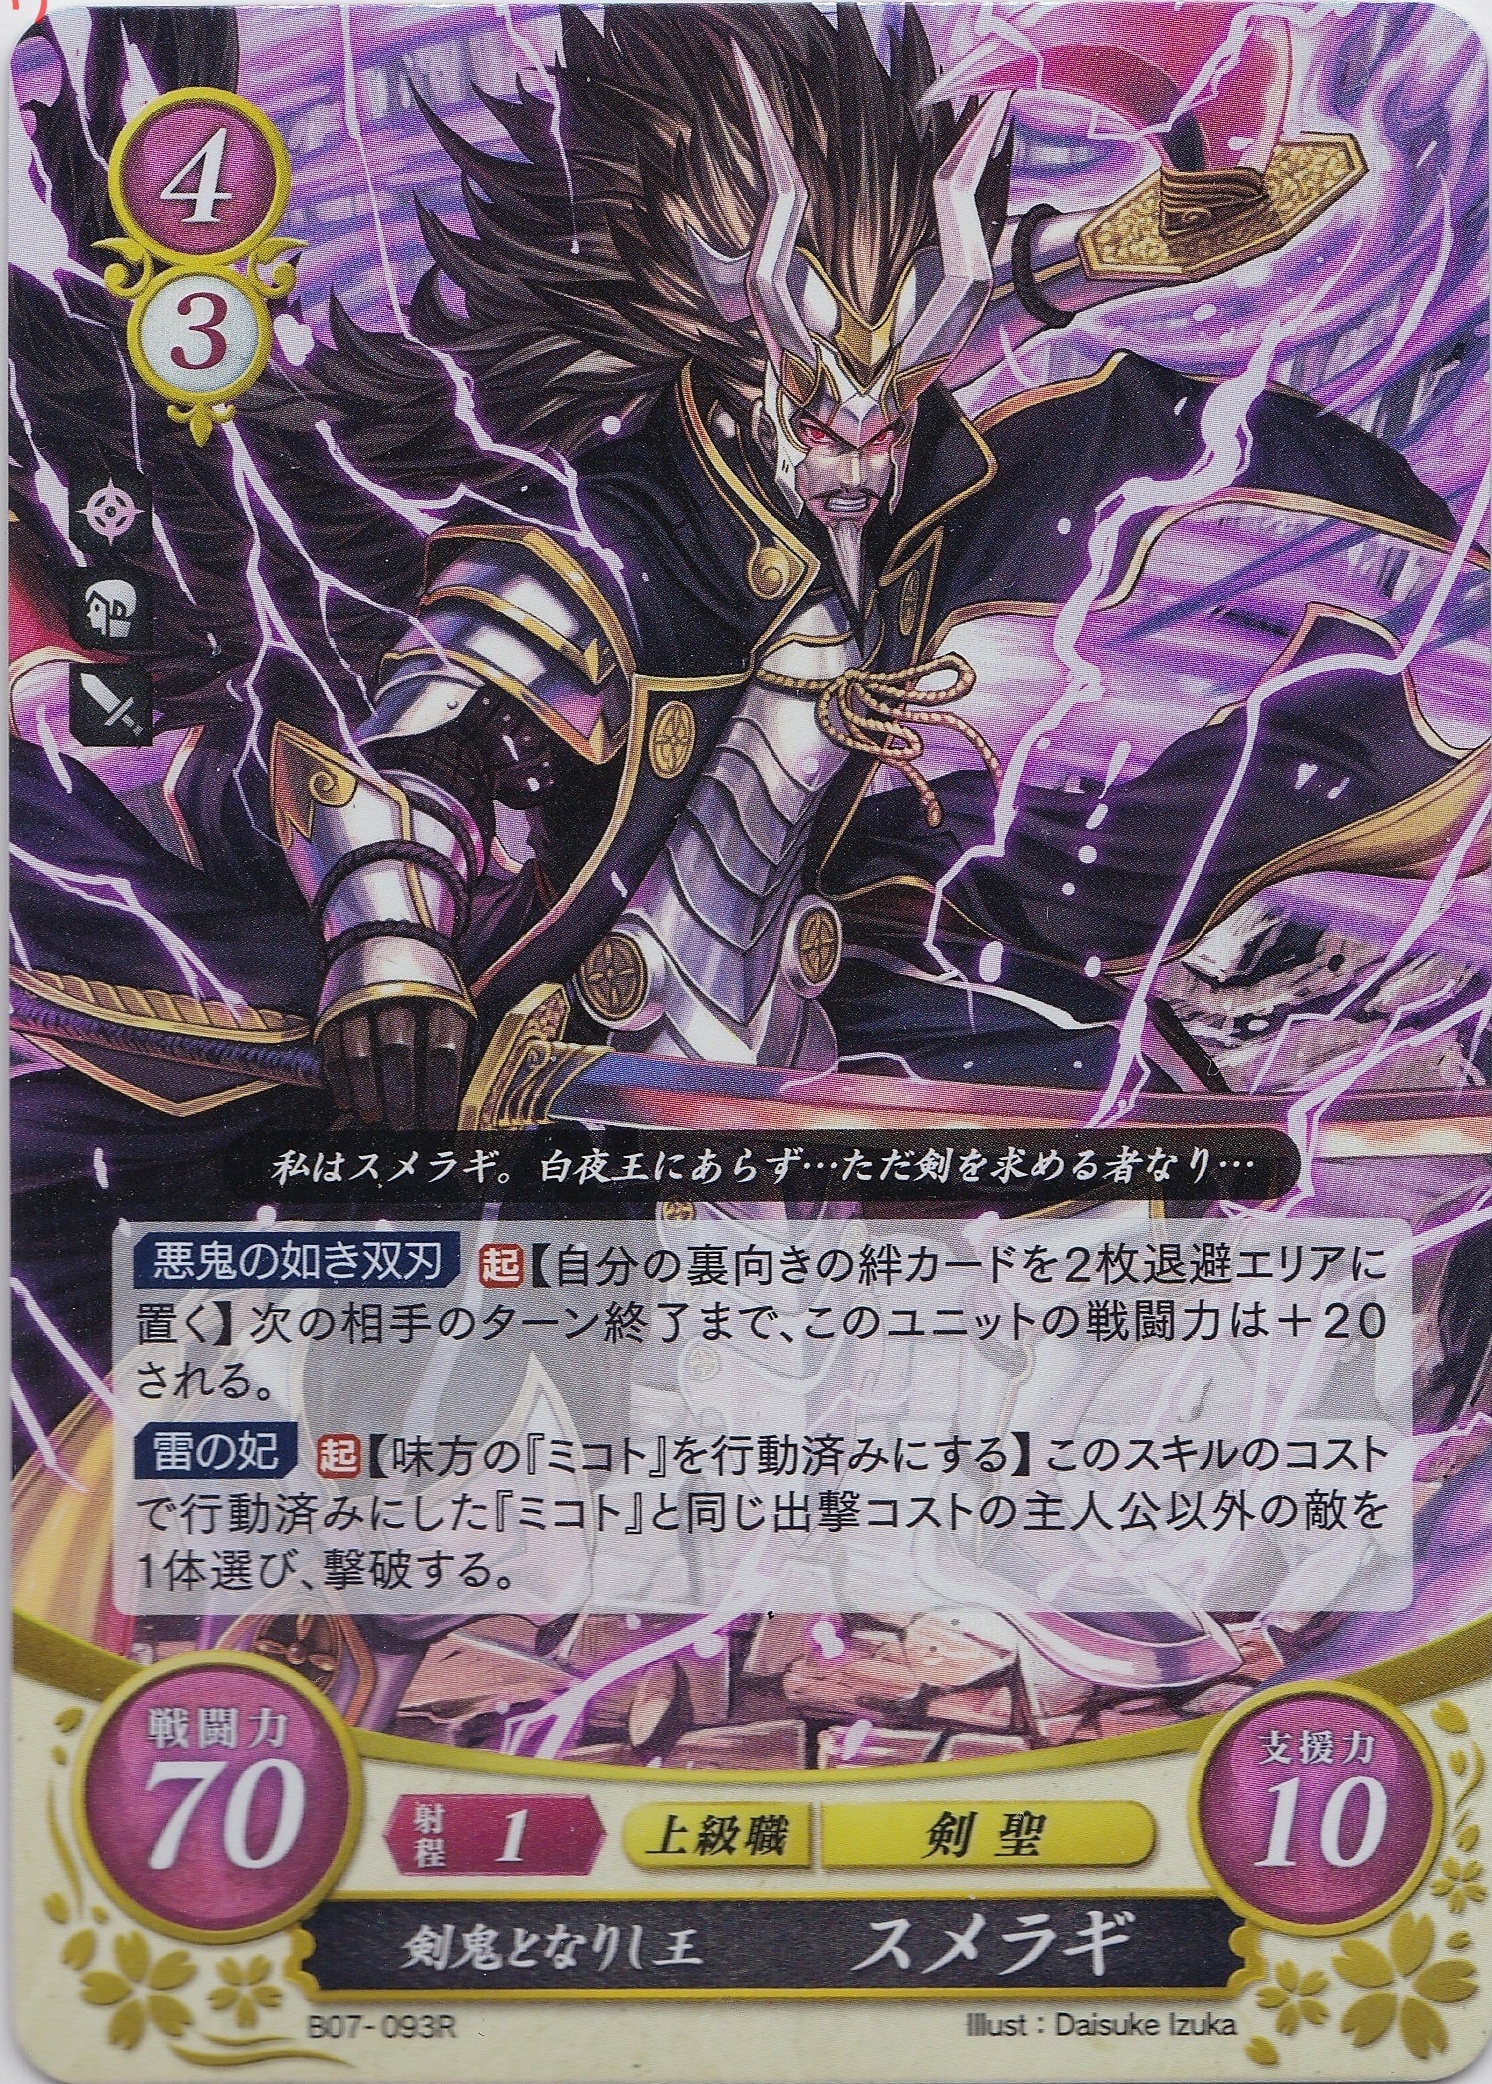 4
3
私はスメラギ。白夜王にあらず…ただ剣を求める者なり…
悪鬼の如き双刃 起【自分の裏向きの絆カードを2枚退避エリアに
置く】次の相手のターン終了まで、このユニットの戦闘力は＋20
される。
雷の妃 起【味方の『ミコト』を行動済みにする】このスキルのコスト
で行動済みにした『ミコト』と同じ出撃コストの主人公以外の敵を
1体選び、撃破する。
戦闘力
70
射程 1
上級職
剣聖
支援力
10
剣鬼となりし王 スメラギ
B07-093R
Illust：Daisuke Izuka